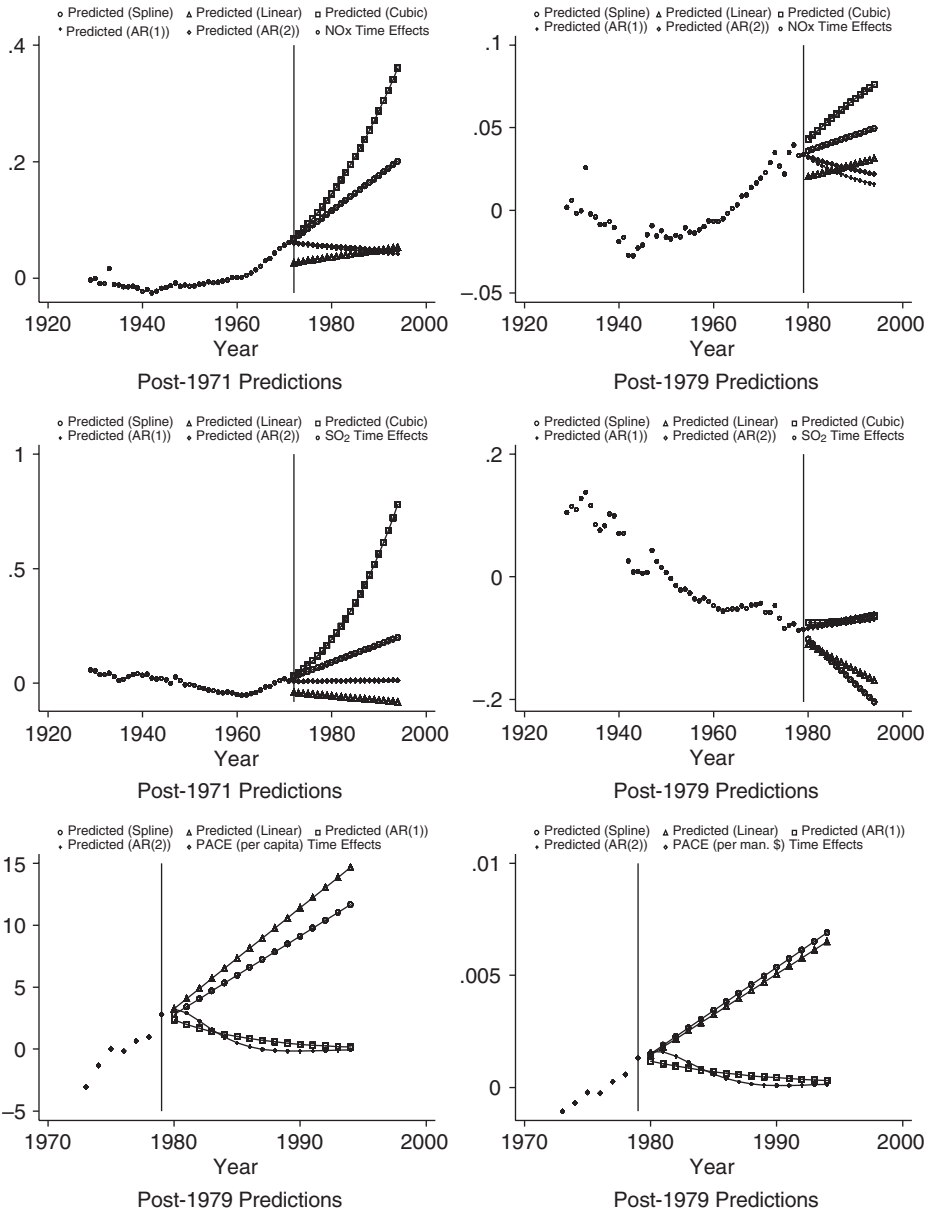 ○ Predicted (Spline) △ Predicted (Linear) □ Predicted (Cubic)
+ Predicted (AR(1)) ◇ Predicted (AR(2)) ○ NOx Time Effects
.4
.2
0
1920 1940 1960 1980 2000
Year
Post-1971 Predictions
○ Predicted (Spline) △ Predicted (Linear) □ Predicted (Cubic)
+ Predicted (AR(1)) ◇ Predicted (AR(2)) ○ NOx Time Effects
.1
.05
0
–.05
1920 1940 1960 1980 2000
Year
Post-1979 Predictions
○ Predicted (Spline) △ Predicted (Linear) □ Predicted (Cubic)
+ Predicted (AR(1)) ◇ Predicted (AR(2)) ○ SO₂ Time Effects
1
.5
0
1920 1940 1960 1980 2000
Year
Post-1971 Predictions
○ Predicted (Spline) △ Predicted (Linear) □ Predicted (Cubic)
+ Predicted (AR(1)) ◇ Predicted (AR(2)) ○ SO₂ Time Effects
.2
0
–.2
1920 1940 1960 1980 2000
Year
Post-1979 Predictions
○ Predicted (Spline) △ Predicted (Linear) □ Predicted (AR(1))
+ Predicted (AR(2)) ◇ PACE (per capita) Time Effects
15
10
5
0
–5
1970 1980 1990 2000
Year
Post-1979 Predictions
○ Predicted (Spline) △ Predicted (Linear) □ Predicted (AR(1))
+ Predicted (AR(2)) ◇ PACE (per man. $) Time Effects
.01
.005
0
1970 1980 1990 2000
Year
Post-1979 Predictions